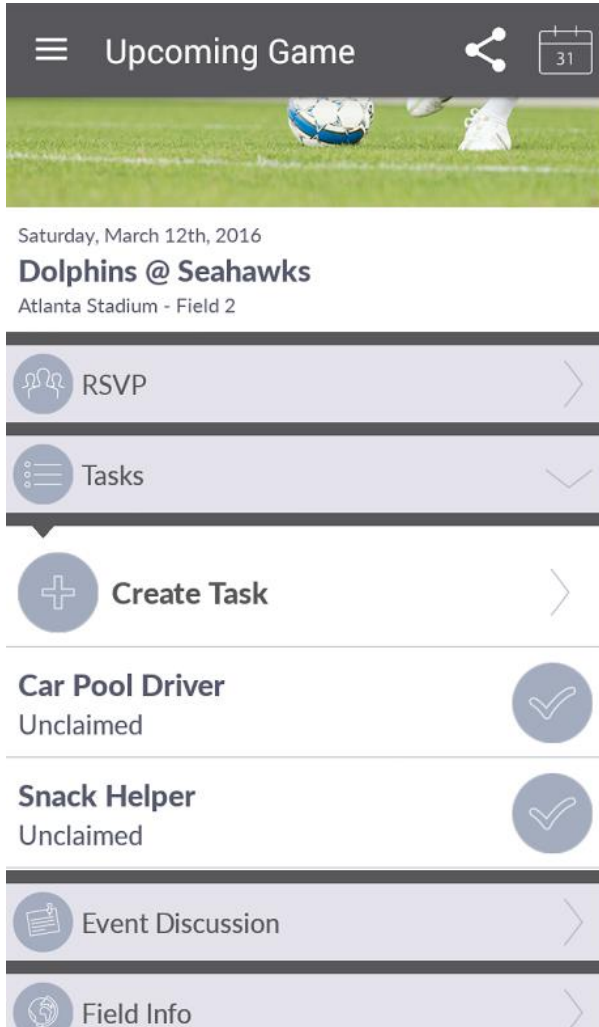 Upcoming Game
31
Saturday, March 12th, 2016
Dolphins @ Seahawks
Atlanta Stadium - Field 2
RSVP
Tasks
Create Task
Car Pool Driver
Unclaimed
Snack Helper
Unclaimed
Event Discussion
Field Info